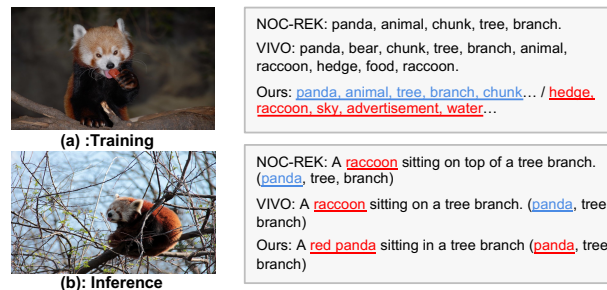 NOC-REK: panda, animal, chunk, tree, branch.
VIVO: panda, bear, chunk, tree, branch, animal,
raccoon, hedge, food, raccoon.
Ours: panda, animal, tree, branch, chunk… / hedge,
raccoon, sky, advertisement, water…
(a) :Training
NOC-REK: A raccoon sitting on top of a tree branch.
(panda, tree, branch)
VIVO: A raccoon sitting on a tree branch. (panda, tree
branch)
Ours: A red panda sitting in a tree branch (panda, tree
branch)
(b): Inference